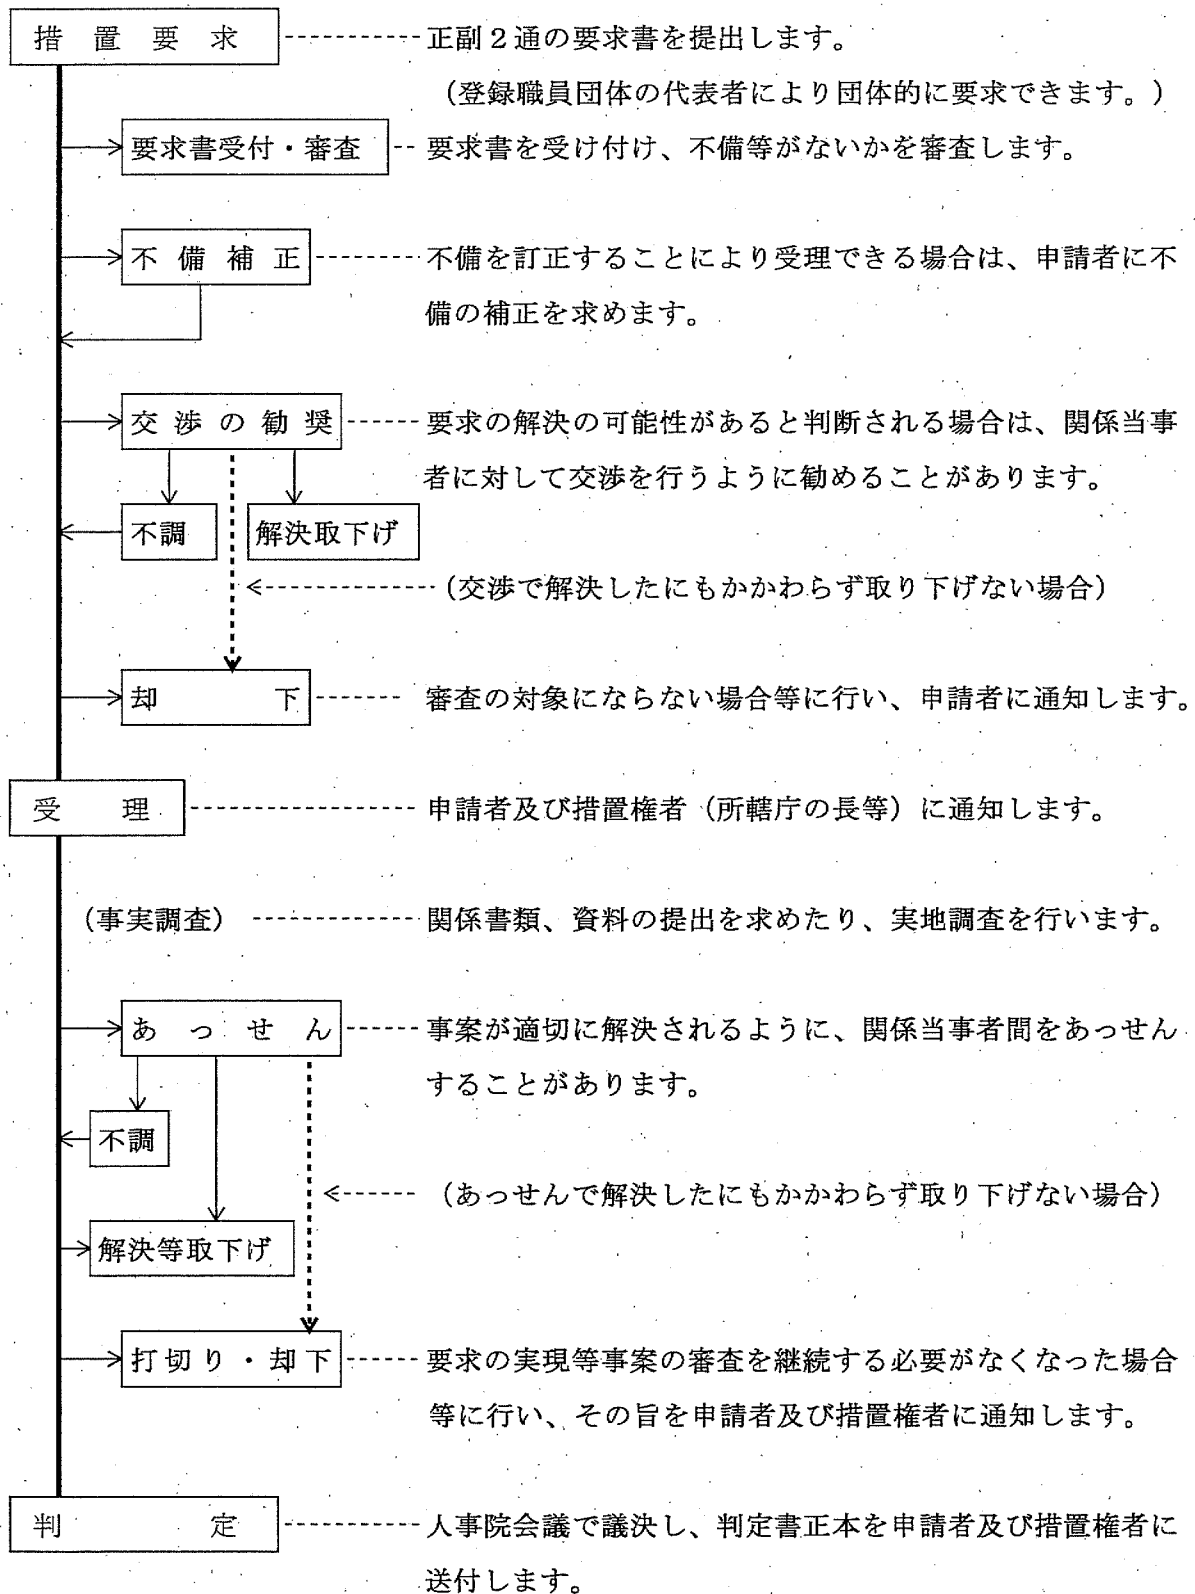 措置要求
正副2通の要求書を提出します。
(登録職員団体の代表者により団体的に要求できます。)
要求書受付・審査
要求書を受け付け、不備等がないかを審査します。
不備補正
不備を訂正することにより受理できる場合は、申請者に不
備の補正を求めます。
交渉の勧奨
要求の解決の可能性があると判断される場合は、関係当事
者に対して交渉を行うように勧めることがあります。
不調
解決取下げ
(交渉で解決したにもかかわらず取り下げない場合)
却下
審査の対象にならない場合等に行い、申請者に通知します。
受理
申請者及び措置権者(所轄庁の長等)に通知します。
(事実調査)
関係書類、資料の提出を求めたり、実地調査を行います。
あっせん
事案が適切に解決されるように、関係当事者間をあっせん
することがあります。
不調
(あっせんで解決したにもかかわらず取り下げない場合)
解決等取下げ
打切り・却下
要求の実現等事案の審査を継続する必要がなくなった場合
等に行い、その旨を申請者及び措置権者に通知します。
判定
人事院会議で議決し、判定書正本を申請者及び措置権者に
送付します。